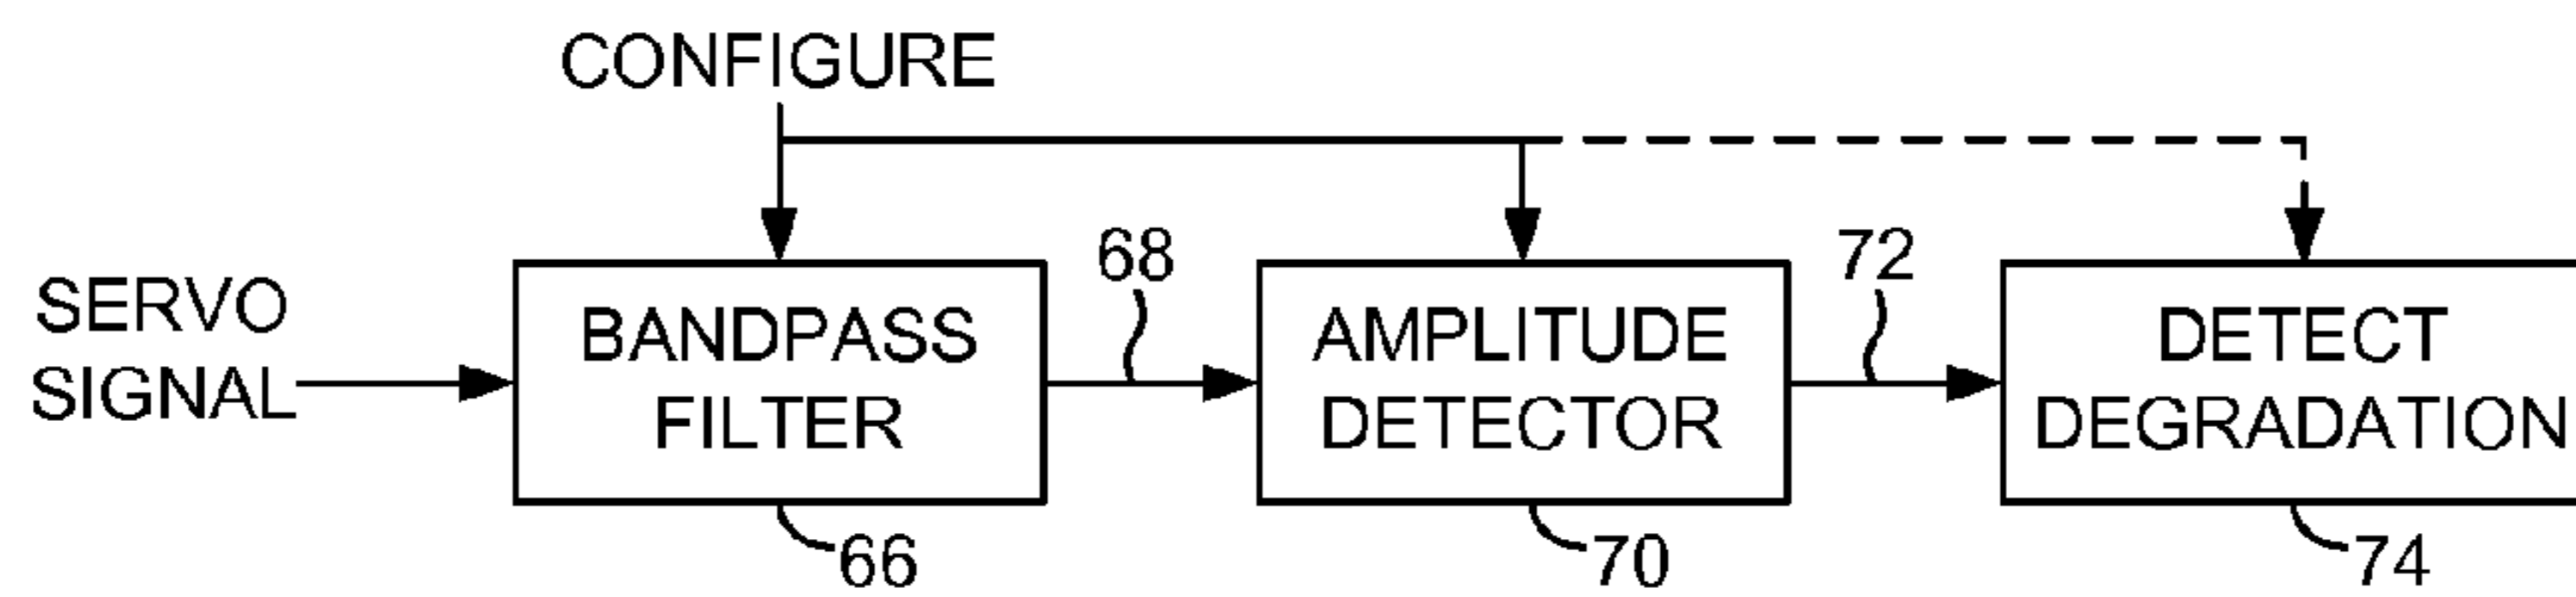 CONFIGURE
SERVO
SIGNAL
BANDPASS
FILTER
68
AMPLITUDE
DETECTOR
72
DETECT
DEGRADATION
66
70
74